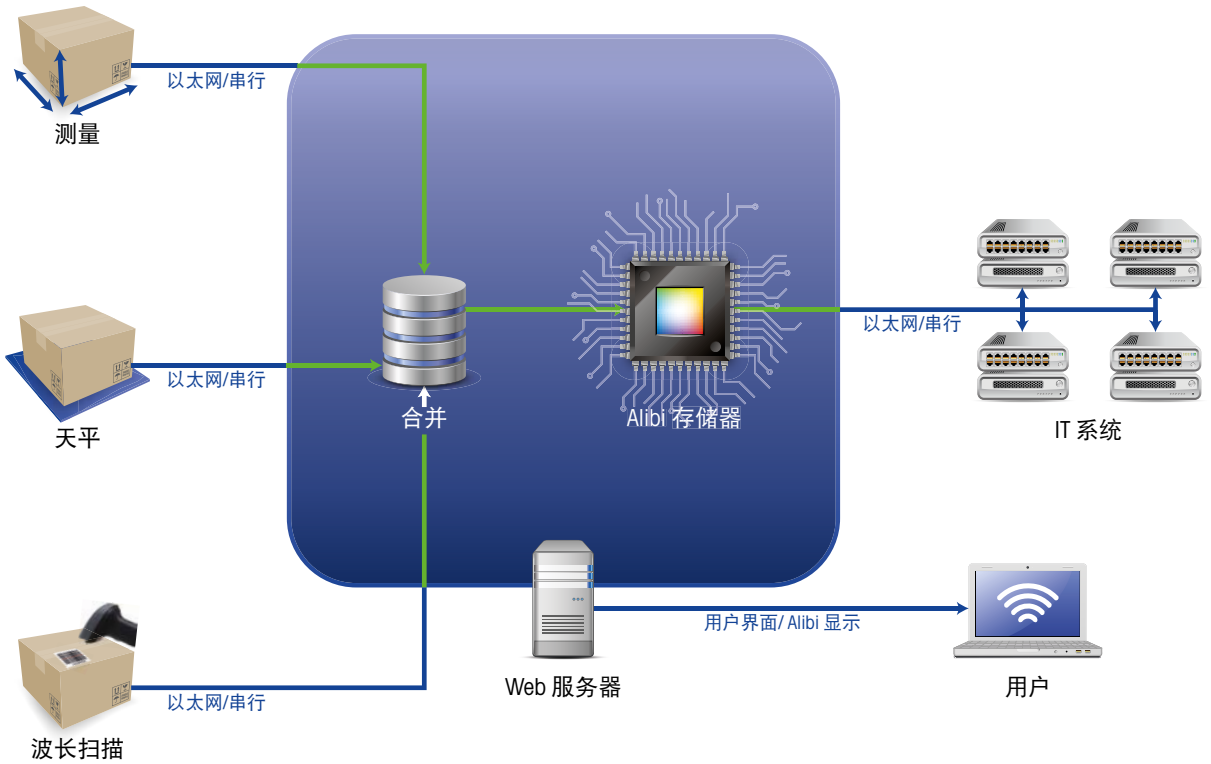 以太网/串行
测量
以太网/串行
天平
合并
Alibi 存储器
以太网/串行
IT 系统
用户界面/ Alibi 显示
Web 服务器
用户
以太网/串行
波长扫描